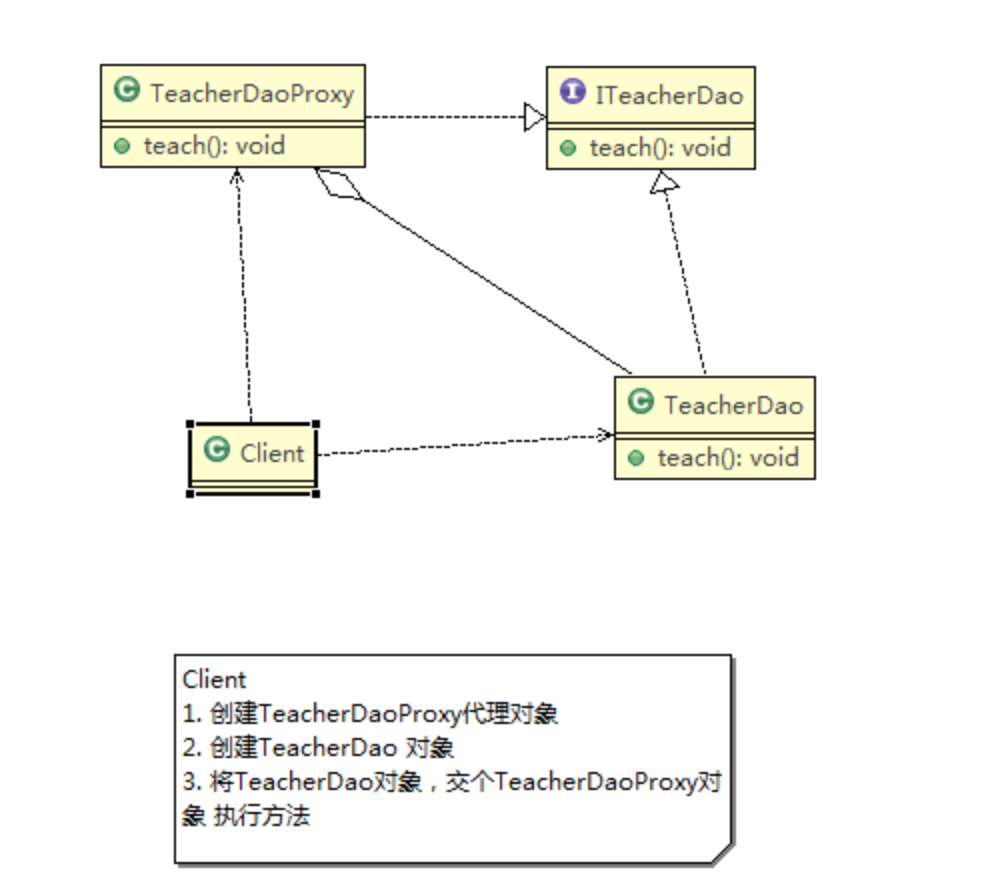 TeacherDaoProxy
teach(): void
ITeacherDao
teach(): void
Client
TeacherDao
teach(): void
Client
1. 创建TeacherDaoProxy代理对象
2. 创建TeacherDao 对象
3. 将TeacherDao对象，交个TeacherDaoProxy对
象 执行方法